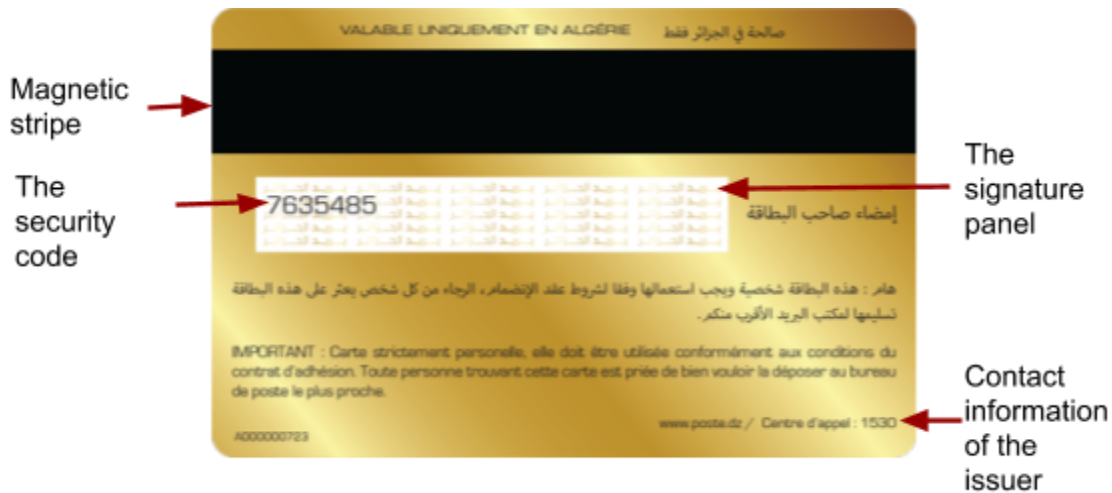 VALABLE UNIQUEMENT EN ALGÉRIE صالحة في الجزائر فقط
Magnetic
stripe
The
security
code
7635485
The
signature
panel
إمضاء صاحب البطاقة
هام : هذه البطاقة شخصية ويجب استعمالها وفقا لشروط عقد الإنضمام، الرجاء من كل شخص يعثر على هذه البطاقة
تسليمها لمكتب البريد الأقرب منكم.
IMPORTANT : Carte strictement personelle, elle doit être utilisée conformément aux conditions du
contrat d'adhésion. Toute personne trouvant cette carte est priée de bien vouloir la déposer au bureau
de poste le plus proche.
www.poste.dz / Centre d'appel : 1530
A000000723
Contact
information
of the
issuer